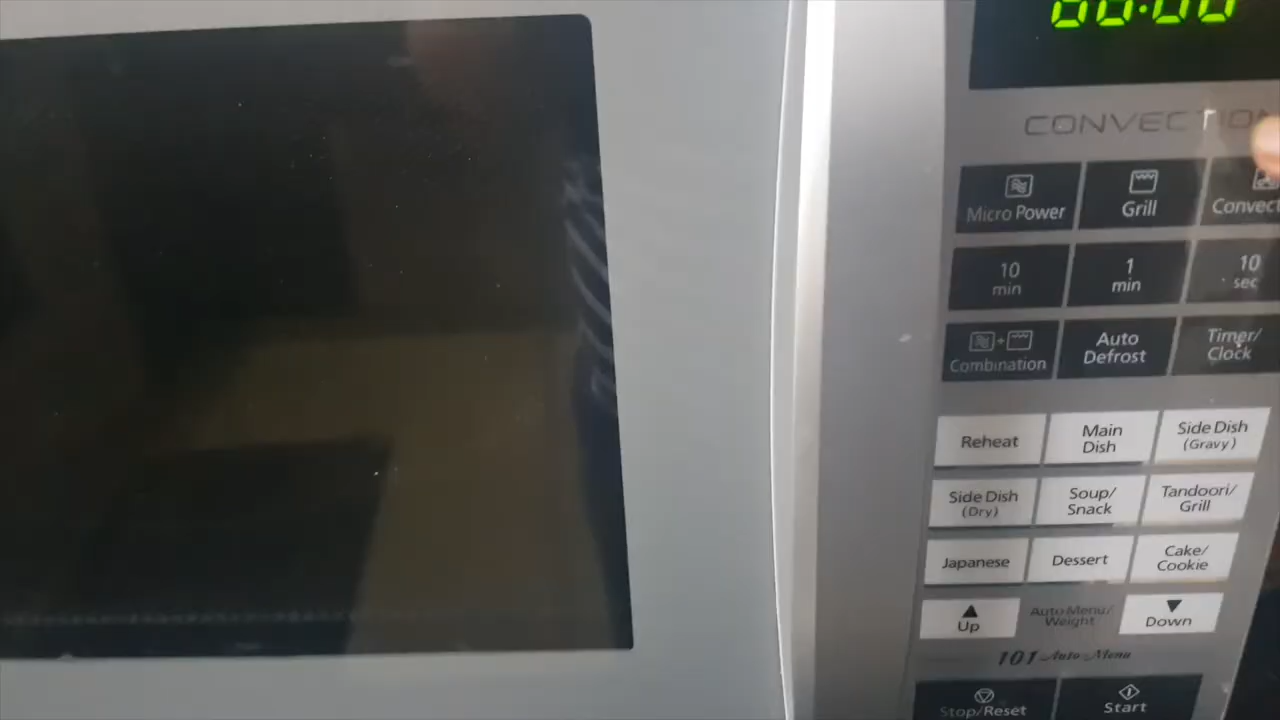 CONVECTION
Micro Power
Grill
Convect
10
min
1
min
10
sec
Combination
Auto
Defrost
Timer/
Clock
Reheat
Main
Dish
Side Dish
(Gravy)
Side Dish
(Dry)
Soup/
Snack
Tandoori/
Grill
Japanese
Dessert
Cake/
Cookie
Up
Auto Menu/
Weight
Down
101 Auto Menu
Stop/Reset
Start